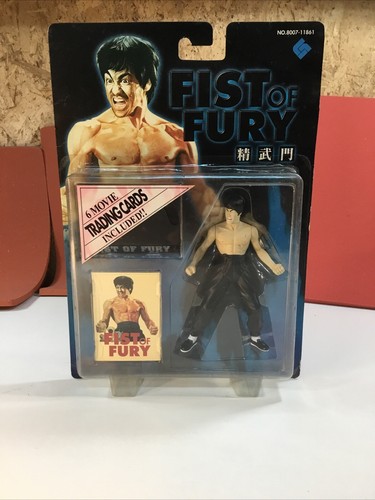 NO.8007-11861
FIST OF
FURY
精武門
6 MOVIE
TRADING CARDS
INCLUDED!!
FIST OF FURY
FIST OF
FURY